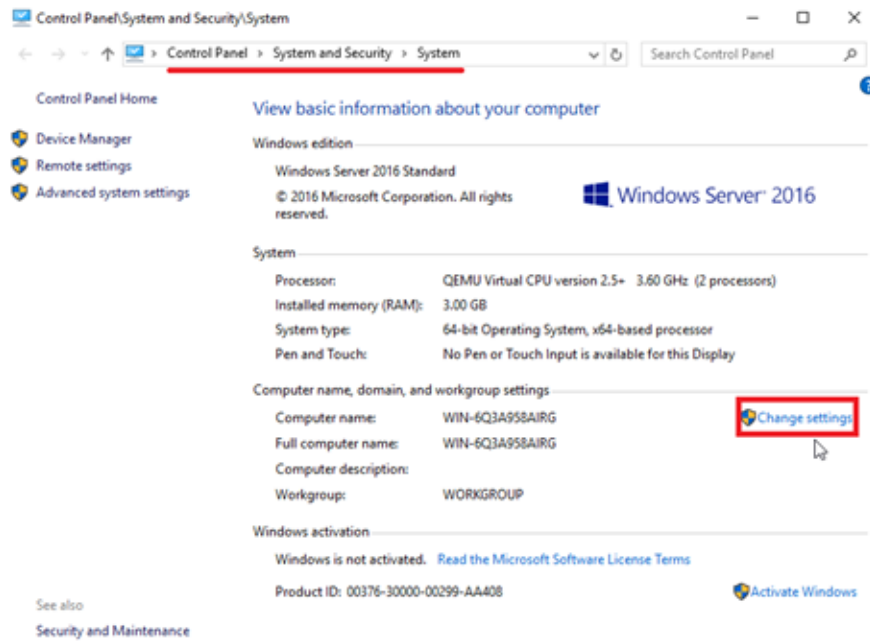 Control Panel\System and Security\System
Control Panel > System and Security > System
Search Control Panel
Control Panel Home
Device Manager
Remote settings
Advanced system settings
View basic information about your computer
Windows edition
Windows Server 2016 Standard
© 2016 Microsoft Corporation. All rights
reserved.
Windows Server® 2016
System
Processor: QEMU Virtual CPU version 2.5+ 3.60 GHz (2 processors)
Installed memory (RAM): 3.00 GB
System type: 64-bit Operating System, x64-based processor
Pen and Touch: No Pen or Touch Input is available for this Display
Computer name, domain, and workgroup settings
Computer name: WIN-6Q3A958AIRG
Change settings
Full computer name: WIN-6Q3A958AIRG
Computer description:
Workgroup: WORKGROUP
Windows activation
Windows is not activated. Read the Microsoft Software License Terms
Product ID: 00376-30000-00299-AA408
Activate Windows
See also
Security and Maintenance